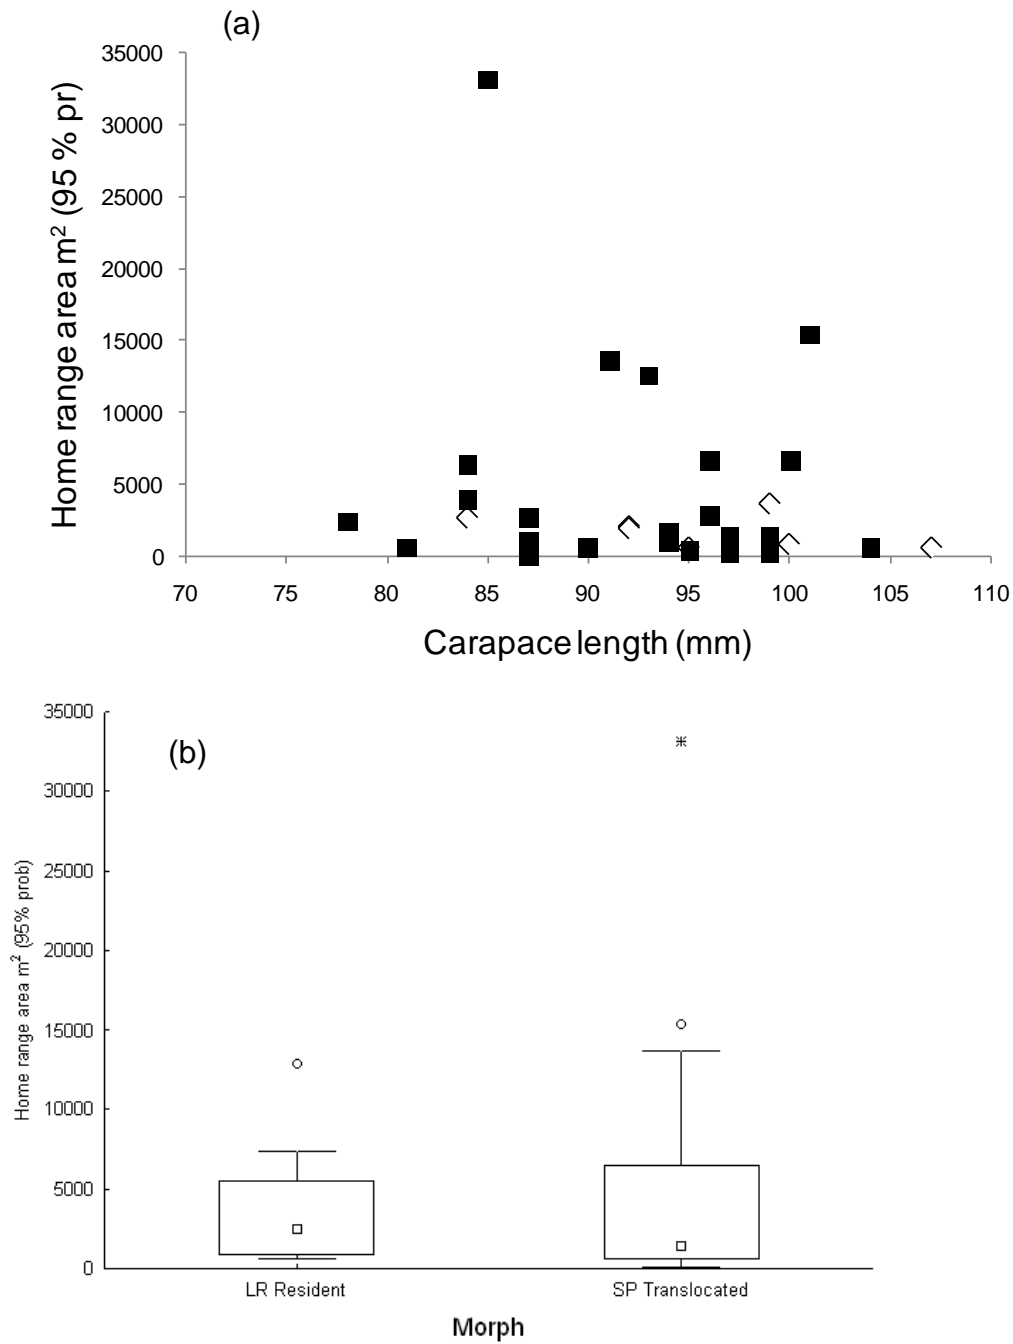 (a)
35000
30000
25000
20000
15000
10000
5000
0
Home range area m² (95 % pr)
70 75 80 85 90 95 100 105 110
Carapace length (mm)
(b)
35000
30000
25000
20000
15000
10000
5000
0
Home range area m² (95% prob)
LR Resident SP Translocated
Morph